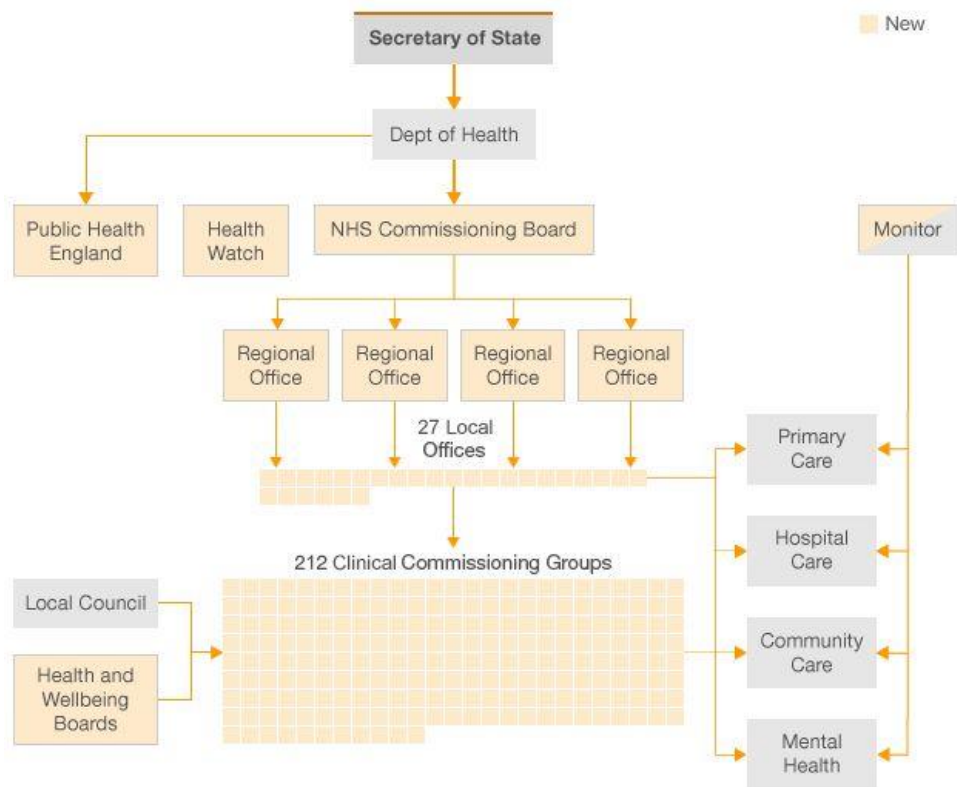 Secretary of State
New
Dept of Health
Public Health
England
Health
Watch
NHS Commissioning Board
Monitor
Regional
Office
Regional
Office
Regional
Office
Regional
Office
27 Local
Offices
Primary
Care
Hospital
Care
212 Clinical Commissioning Groups
Local Council
Health and
Wellbeing
Boards
Community
Care
Mental
Health